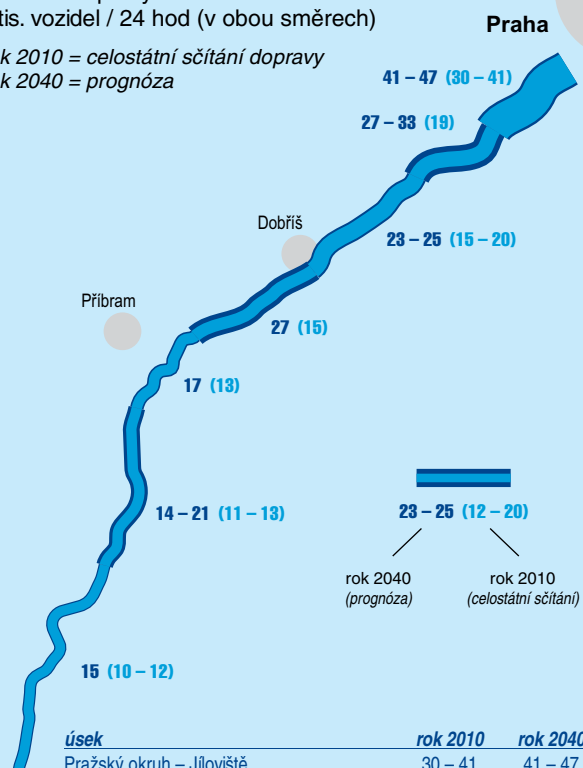 tis. vozidel / 24 hod (v obou směrech)
Praha
k 2010 = celostátní sčítání dopravy
k 2040 = prognóza
41 – 47 (30 – 41)
27 – 33 (19)
Dobříš
23 – 25 (15 – 20)
Příbram
27 (15)
17 (13)
14 – 21 (11 – 13)
23 – 25 (12 – 20)
rok 2040 rok 2010
(prognóza) (celostátní sčítání)
15 (10 – 12)
úsek rok 2010 rok 2040
Pražský okruh – Jíloviště 30 – 41 41 – 47